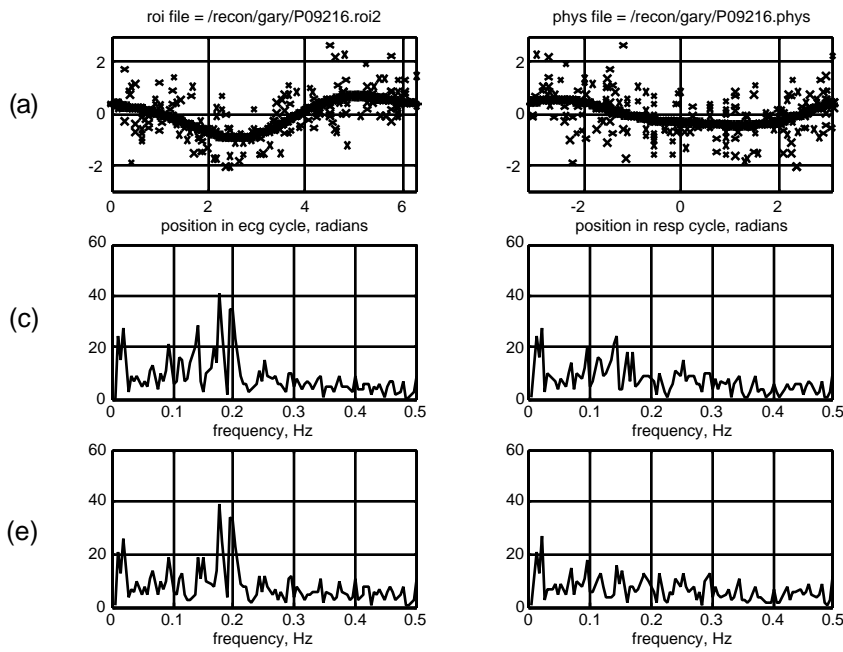 roi file = /recon/gary/P09216.roi2
phys file = /recon/gary/P09216.phys
(a)
2
0
-2
0 2 4 6
position in ecg cycle, radians
2
0
-2
-2 0 2
position in resp cycle, radians
(c)
60
40
20
0
0 0.1 0.2 0.3 0.4 0.5
frequency, Hz
60
40
20
0
0 0.1 0.2 0.3 0.4 0.5
frequency, Hz
(e)
60
40
20
0
0 0.1 0.2 0.3 0.4 0.5
frequency, Hz
60
40
20
0
0 0.1 0.2 0.3 0.4 0.5
frequency, Hz